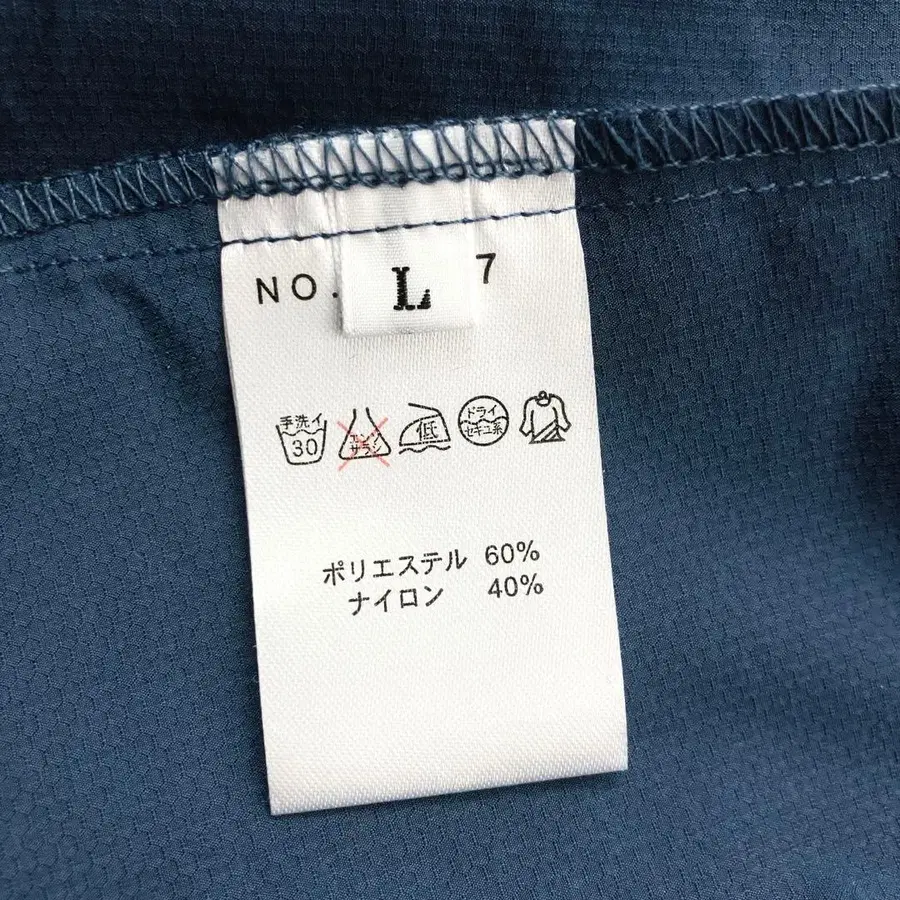 NO. L 7
手洗イ
30
エンソ
サラシ
低
ドライ
セキユ系
ポリエステル 60%
ナイロン 40%